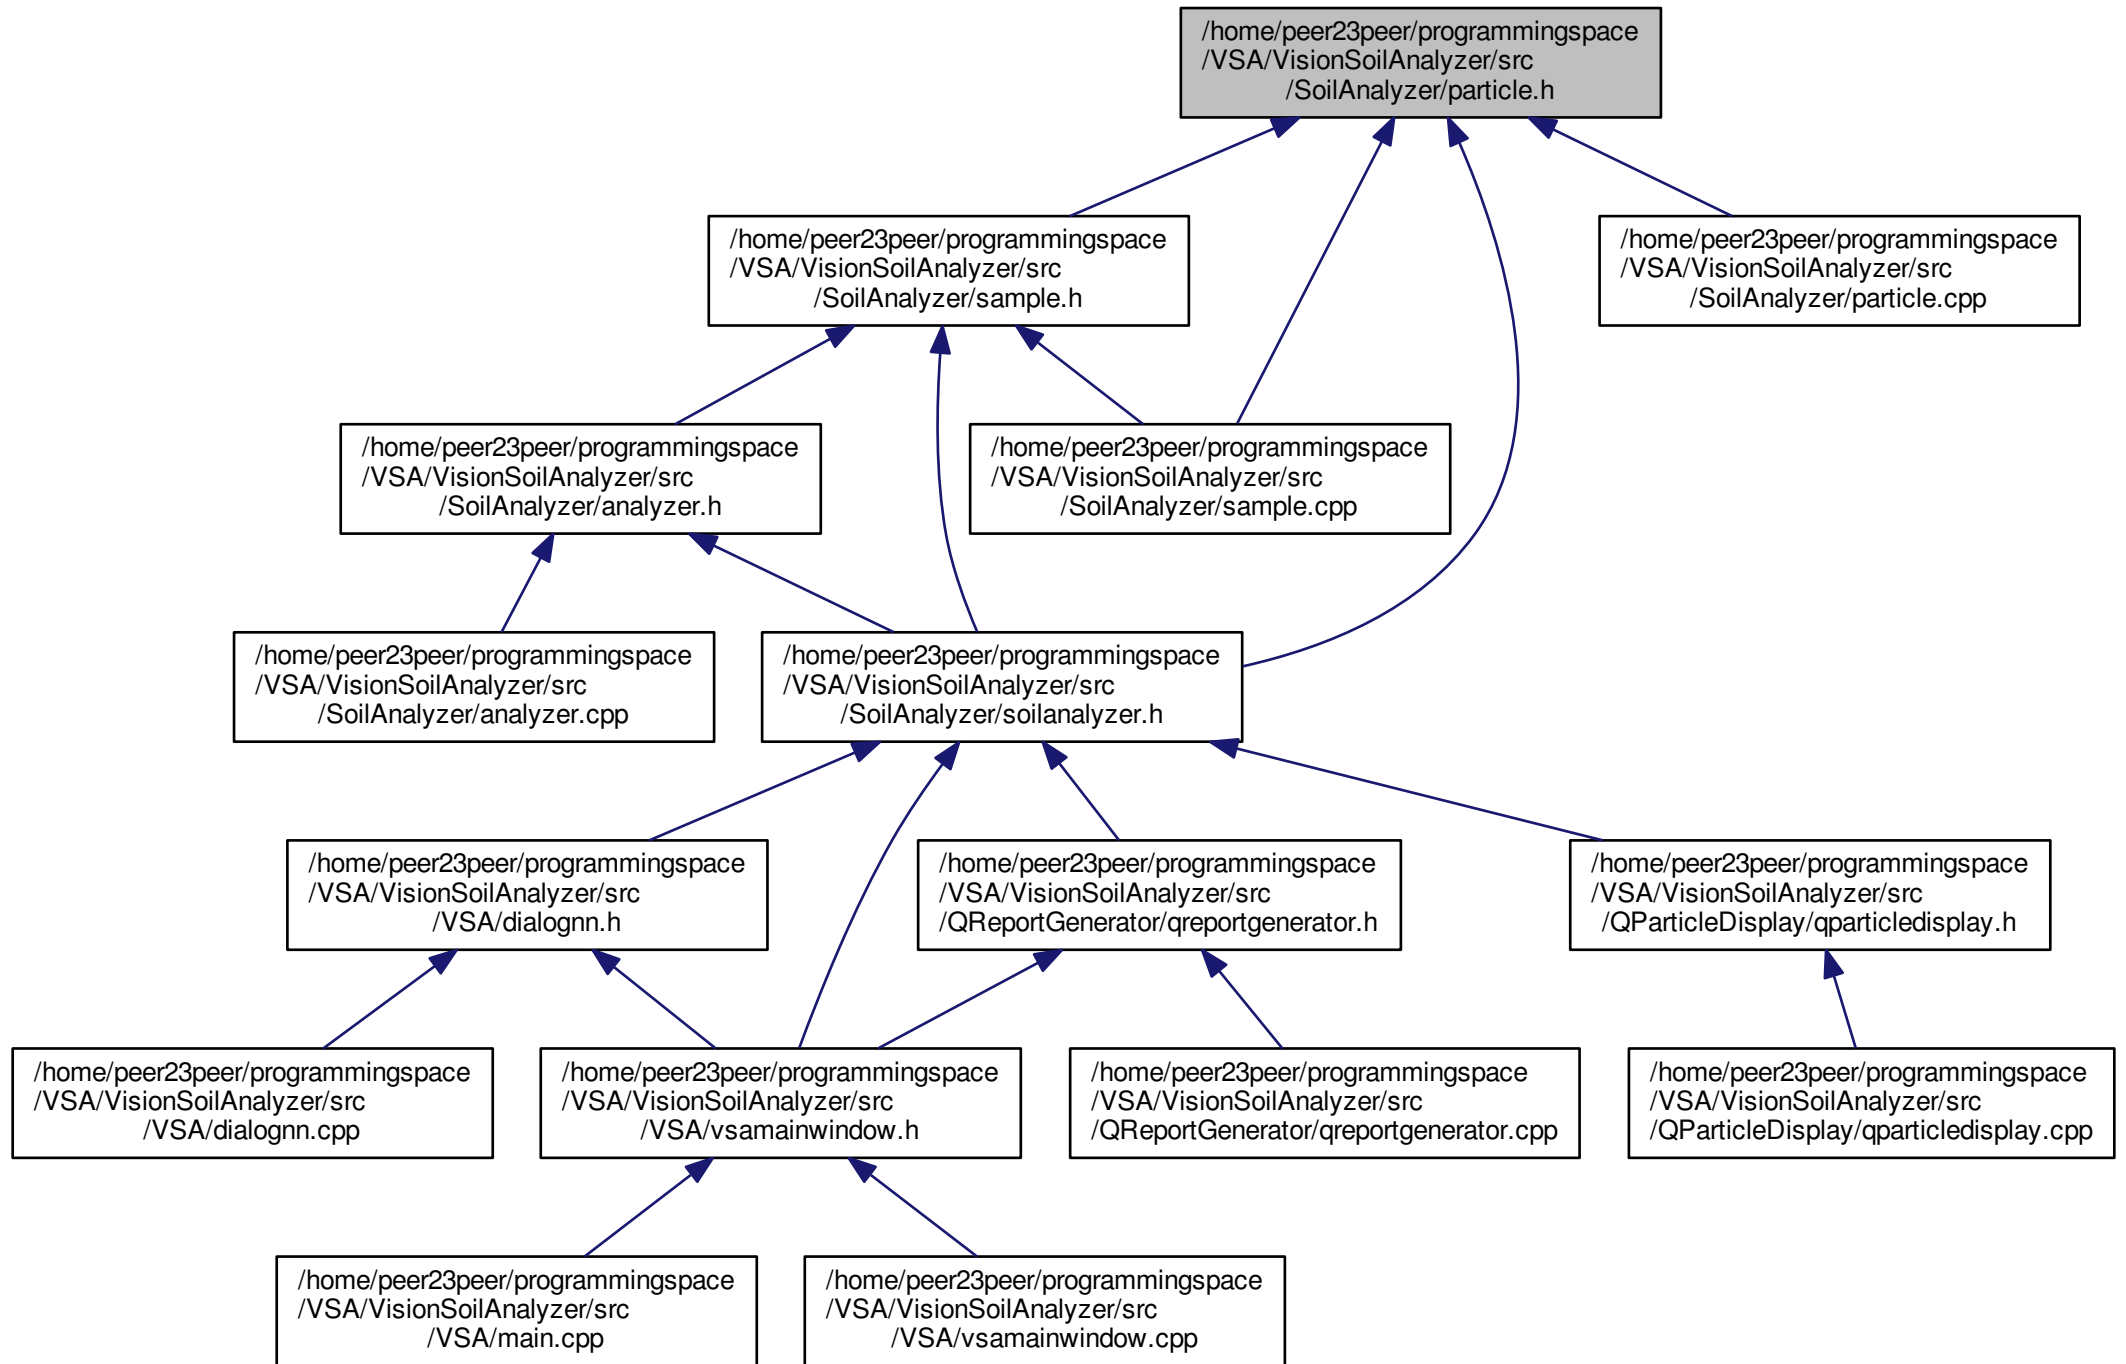 /home/peer23peer/programmingspace
/VSA/VisionSoilAnalyzer/src
/SoilAnalyzer/particle.h
/home/peer23peer/programmingspace
/VSA/VisionSoilAnalyzer/src
/SoilAnalyzer/sample.h
/home/peer23peer/programmingspace
/VSA/VisionSoilAnalyzer/src
/SoilAnalyzer/particle.cpp
/home/peer23peer/programmingspace
/VSA/VisionSoilAnalyzer/src
/SoilAnalyzer/analyzer.h
/home/peer23peer/programmingspace
/VSA/VisionSoilAnalyzer/src
/SoilAnalyzer/sample.cpp
/home/peer23peer/programmingspace
/VSA/VisionSoilAnalyzer/src
/SoilAnalyzer/analyzer.cpp
/home/peer23peer/programmingspace
/VSA/VisionSoilAnalyzer/src
/SoilAnalyzer/soilanalyzer.h
/home/peer23peer/programmingspace
/VSA/VisionSoilAnalyzer/src
/VSA/dialognn.h
/home/peer23peer/programmingspace
/VSA/VisionSoilAnalyzer/src
/QReportGenerator/qreportgenerator.h
/home/peer23peer/programmingspace
/VSA/VisionSoilAnalyzer/src
/QParticleDisplay/qparticledisplay.h
/home/peer23peer/programmingspace
/VSA/VisionSoilAnalyzer/src
/VSA/dialognn.cpp
/home/peer23peer/programmingspace
/VSA/VisionSoilAnalyzer/src
/VSA/vsamainwindow.h
/home/peer23peer/programmingspace
/VSA/VisionSoilAnalyzer/src
/QReportGenerator/qreportgenerator.cpp
/home/peer23peer/programmingspace
/VSA/VisionSoilAnalyzer/src
/QParticleDisplay/qparticledisplay.cpp
/home/peer23peer/programmingspace
/VSA/VisionSoilAnalyzer/src
/VSA/main.cpp
/home/peer23peer/programmingspace
/VSA/VisionSoilAnalyzer/src
/VSA/vsamainwindow.cpp